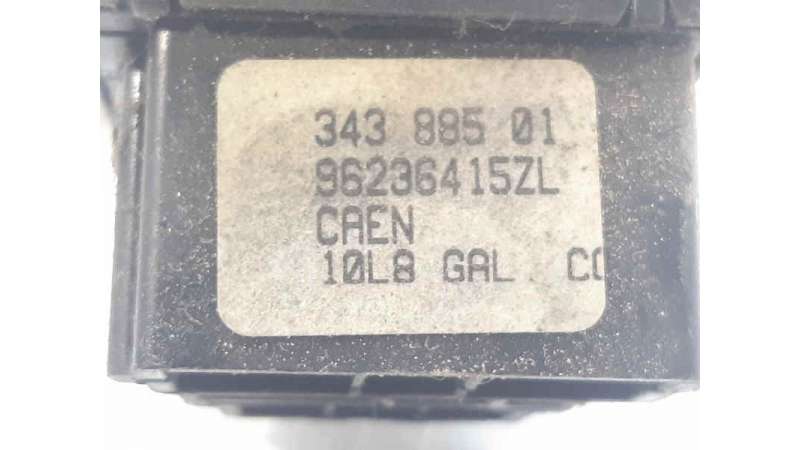 343 885 01
96236415ZL
CAEN
10L8 GAL. CO